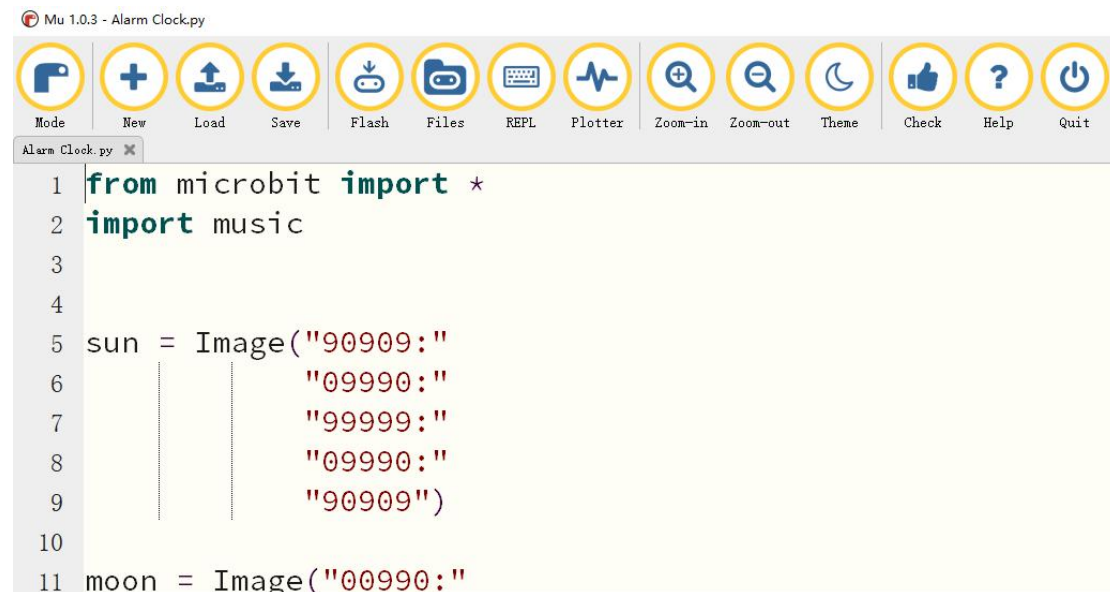 Mu 1.0.3 - Alarm Clock.py
Mode New Load Save Flash Files REPL Plotter Zoom-in Zoom-out Theme Check Help Quit
Alarm Clock.py
1 from microbit import *
2 import music
3
4
5 sun = Image("90909:"
6 "09990:"
7 "99999:"
8 "09990:"
9 "90909")
10
11 moon = Image("00990:"